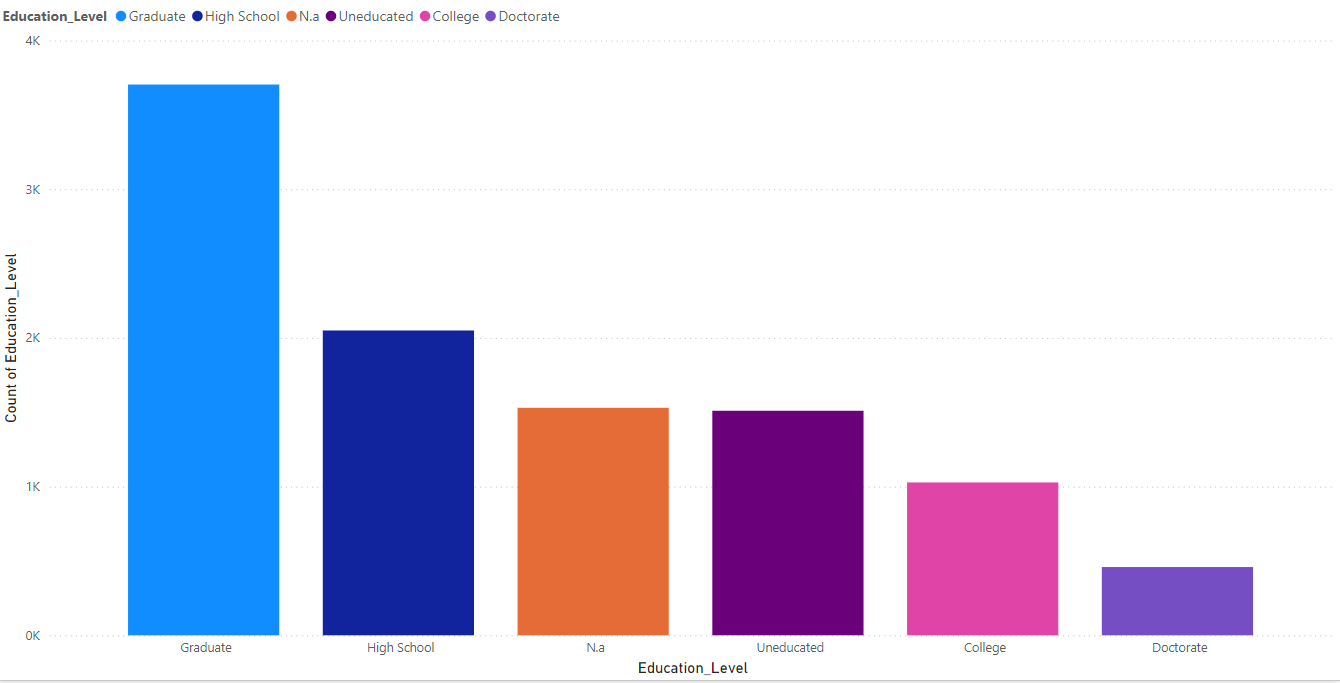 Education_Level Graduate High School N.a Uneducated College Doctorate
4K
3K
2K
1K
0K
Count of Education_Level
Graduate High School N.a Uneducated College Doctorate
Education_Level